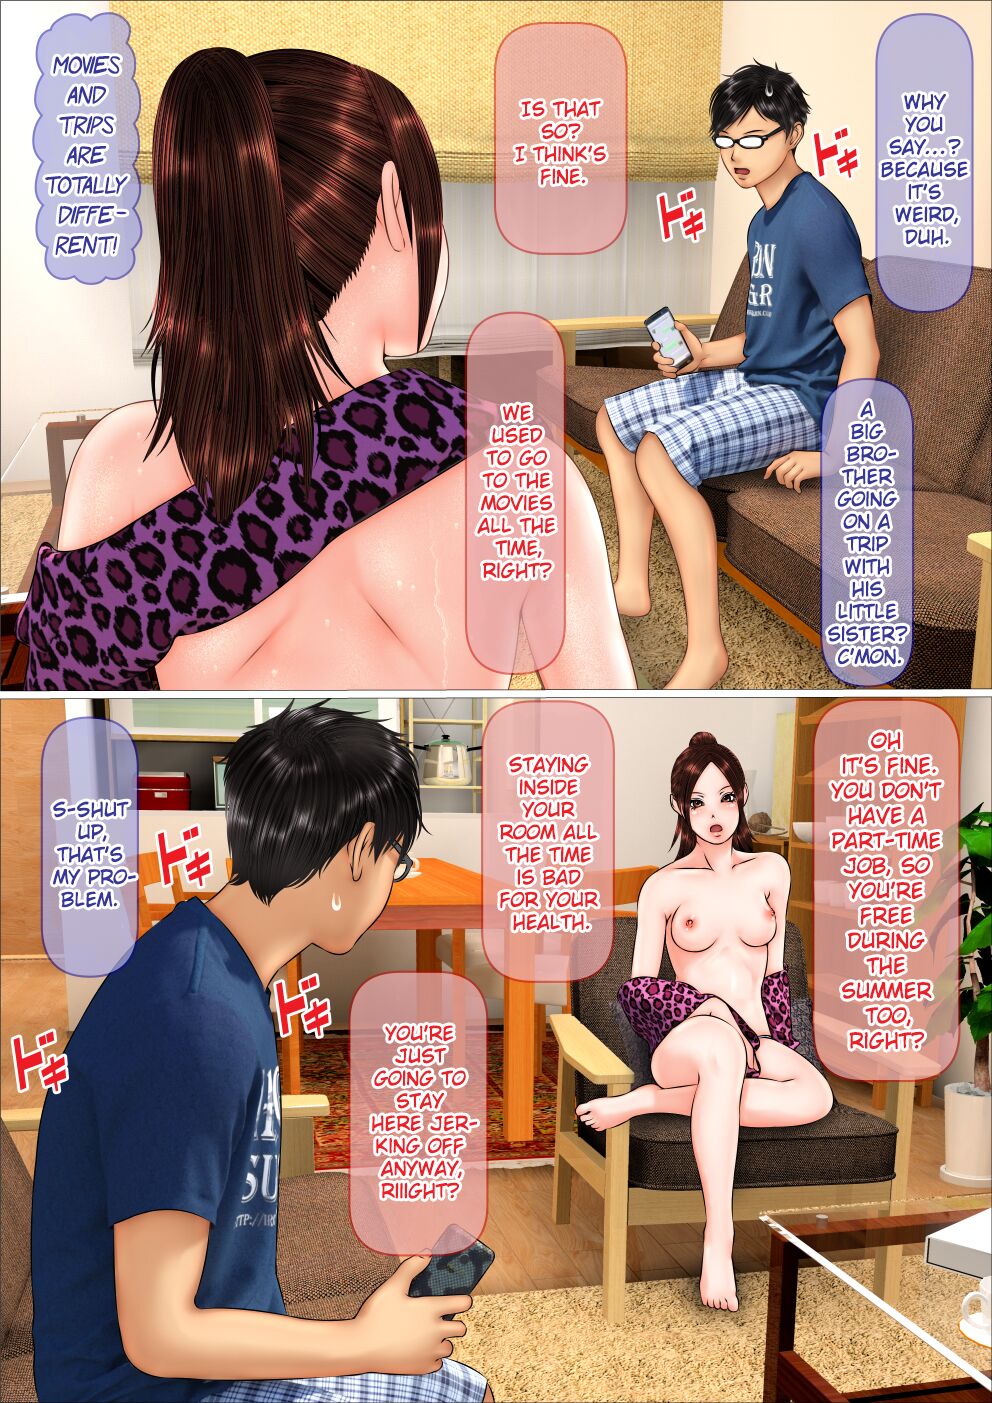 WHY
YOU
SAY...?
BECAUSE
IT'S
WEIRD,
DUH.
ドキ
ドキ
A
BIG
BRO-
THER
GOING
ON A
TRIP
WITH
HIS
LITTLE
SISTER?
C'MON.
IS THAT
SO?
I THINK'S
FINE.
WE
USED
TO GO
TO THE
MOVIES
ALL THE
TIME,
RIGHT?
MOVIES
AND
TRIPS
ARE
TOTALLY
DIFFE-
RENT!
OH
IT'S FINE.
YOU DON'T
HAVE A
PART-TIME
JOB, SO
YOU'RE
FREE
DURING
THE
SUMMER
TOO,
RIGHT?
STAYING
INSIDE
YOUR
ROOM ALL
THE TIME
IS BAD
FOR YOUR
HEALTH.
YOU'RE
JUST
GOING TO
STAY
HERE JER-
KING OFF
ANYWAY,
RIIIGHT?
S-SHUT
UP,
THAT'S
MY PRO-
BLEM.
ドキ
ドキ
ドキ